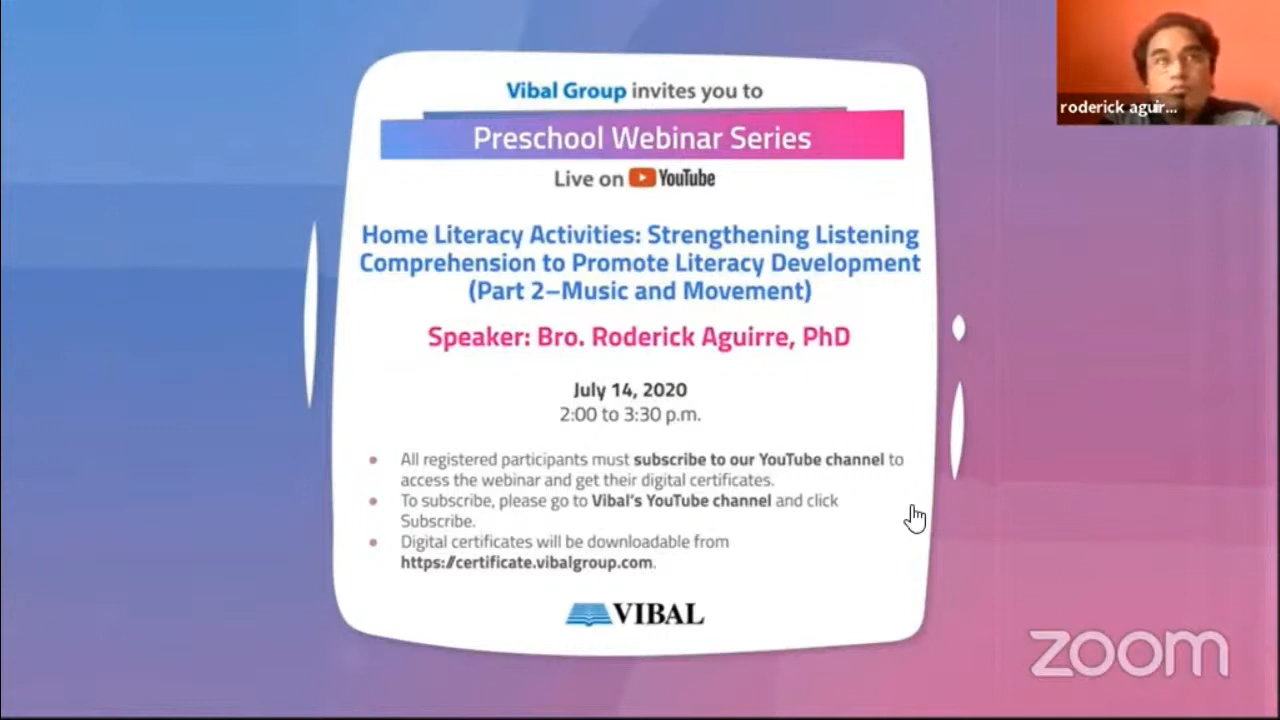 Vibal Group invites you to
Preschool Webinar Series
Live on YouTube
Home Literacy Activities: Strengthening Listening
Comprehension to Promote Literacy Development
(Part 2–Music and Movement)
Speaker: Bro. Roderick Aguirre, PhD
July 14, 2020
2:00 to 3:30 p.m.
• All registered participants must subscribe to our YouTube channel to
access the webinar and get their digital certificates.
• To subscribe, please go to Vibal's YouTube channel and click
Subscribe.
• Digital certificates will be downloadable from
https://certificate.vibalgroup.com.
VIBAL
roderick aguir...
zoom